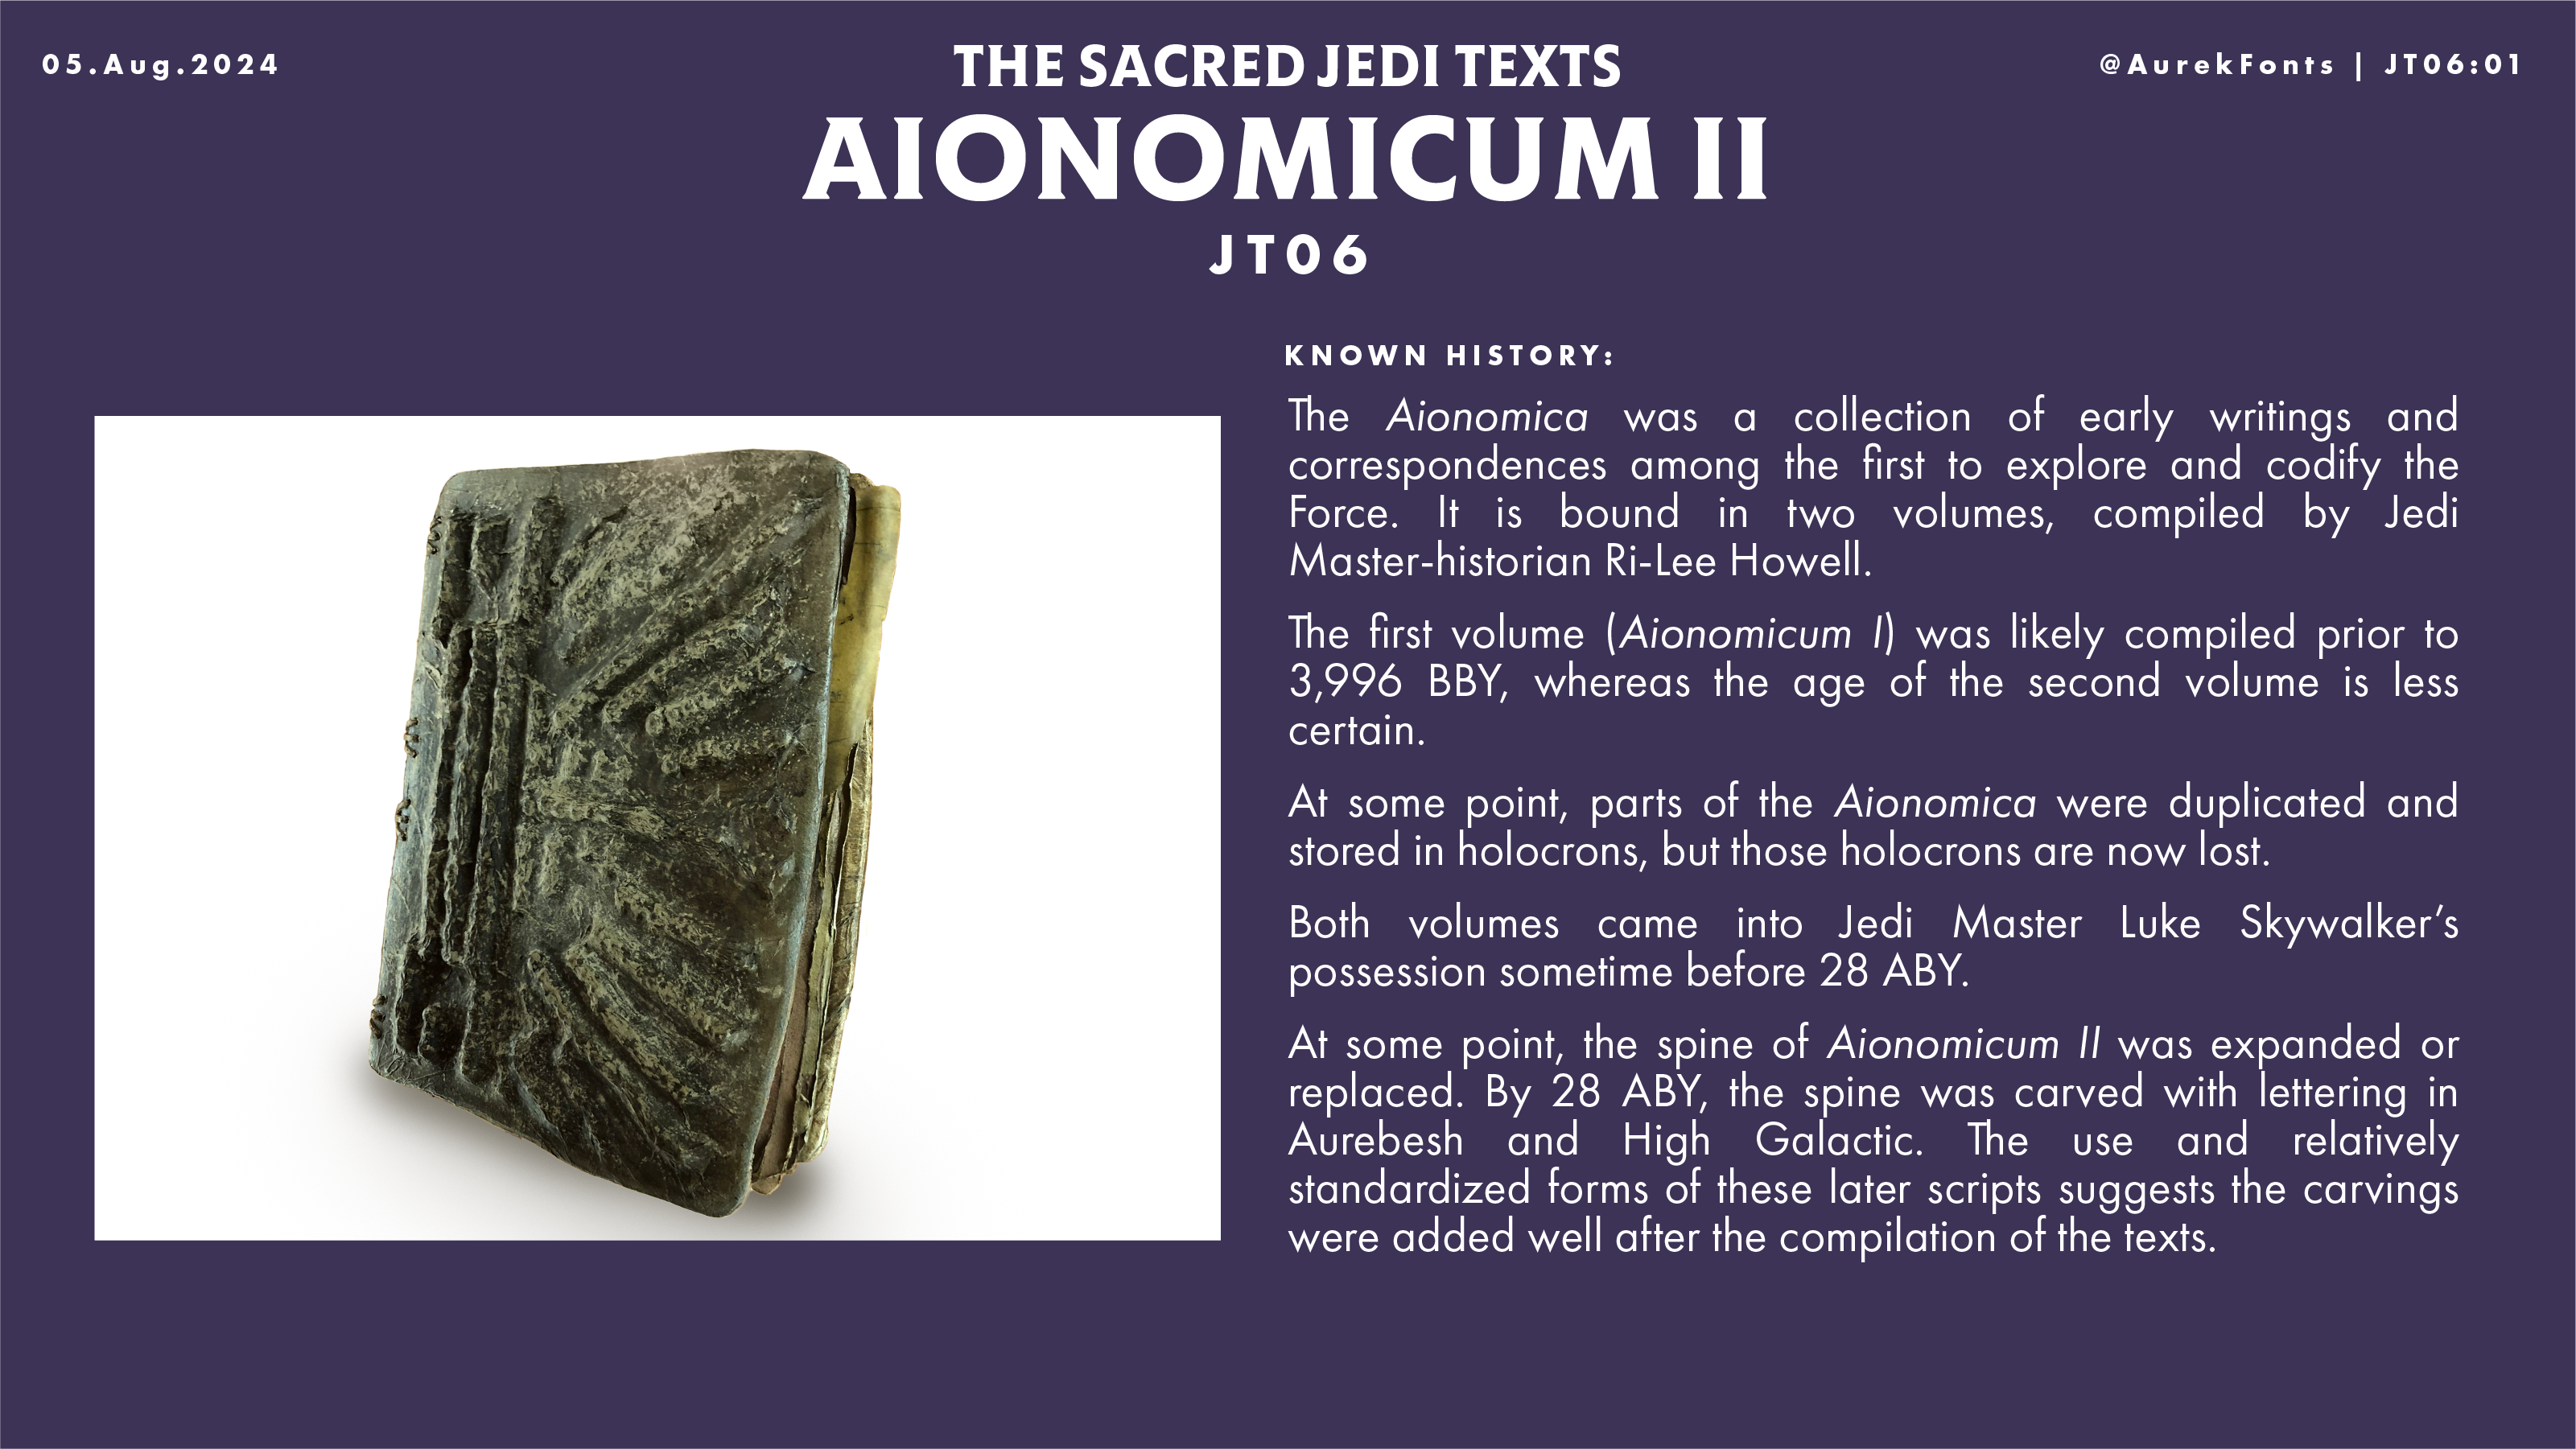 05.Aug.2024
THE SACRED JEDI TEXTS
@AurekFonts | JT06:01
AIONOMICUM II
JT06
KNOWN HISTORY:
The Aionomica was a collection of early writings and
correspondences among the first to explore and codify the
Force. It is bound in two volumes, compiled by Jedi
Master-historian Ri-Lee Howell.
The first volume (Aionomicum I) was likely compiled prior to
3,996 BBY, whereas the age of the second volume is less
certain.
At some point, parts of the Aionomica were duplicated and
stored in holocrons, but those holocrons are now lost.
Both volumes came into Jedi Master Luke Skywalker’s
possession sometime before 28 ABY.
At some point, the spine of Aionomicum II was expanded or
replaced. By 28 ABY, the spine was carved with lettering in
Aurebesh and High Galactic. The use and relatively
standardized forms of these later scripts suggests the carvings
were added well after the compilation of the texts.